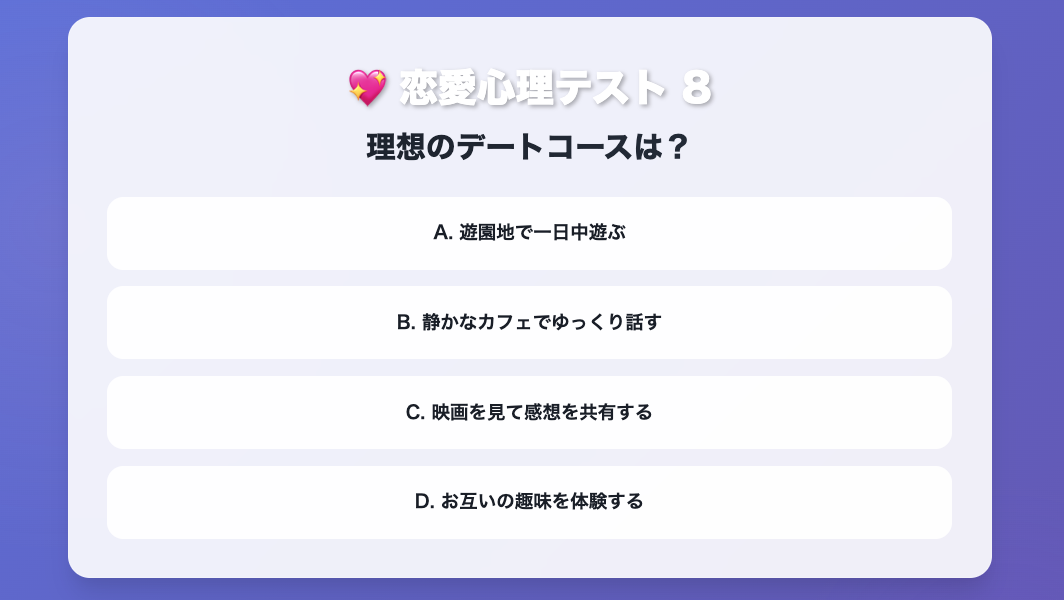 💖 恋愛心理テスト 8
理想のデートコースは？
A. 遊園地で一日中遊ぶ
B. 静かなカフェでゆっくり話す
C. 映画を見て感想を共有する
D. お互いの趣味を体験する